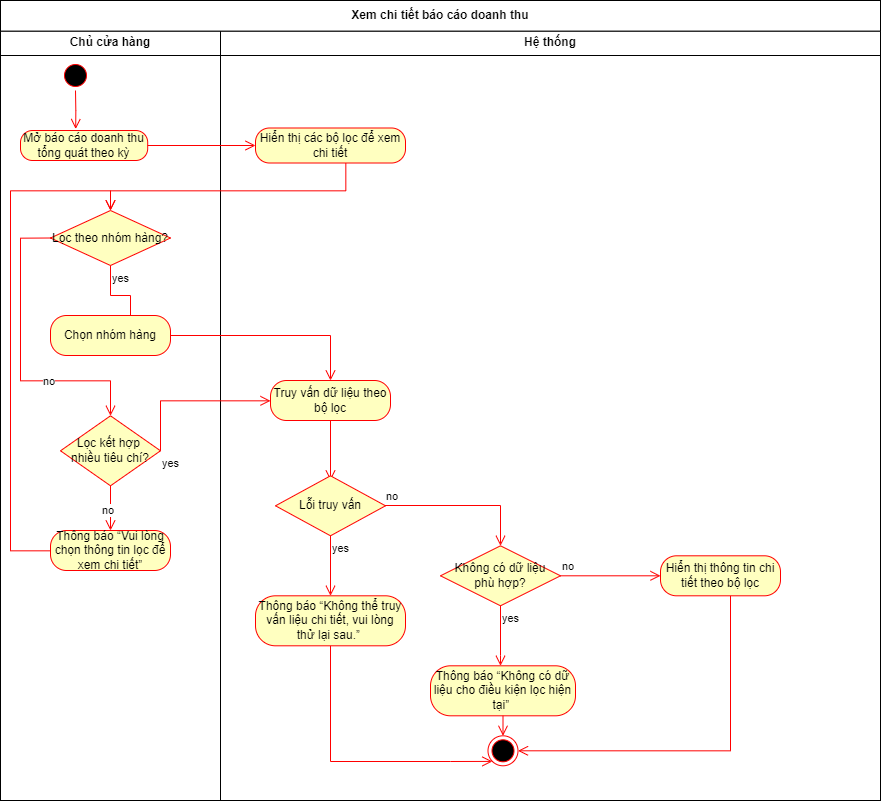 Xem chi tiết báo cáo doanh thu
Chủ cửa hàng
Hệ thống
Mở báo cáo doanh thu
tổng quát theo kỳ
Hiển thị các bộ lọc để xem
chi tiết
Lọc theo nhóm hàng?
yes
Chọn nhóm hàng
no
Truy vấn dữ liệu theo
bộ lọc
Lọc kết hợp
nhiều tiêu chí?
yes
no
Thông báo “Vui lòng
chọn thông tin lọc để
xem chi tiết”
Lỗi truy vấn
no
yes
Không có dữ liệu
phù hợp?
no
Hiển thị thông tin chi
tiết theo bộ lọc
Thông báo “Không thể truy
vấn liệu chi tiết, vui lòng
thử lại sau.”
yes
Thông báo “Không có dữ
liệu cho điều kiện lọc hiện
tại”